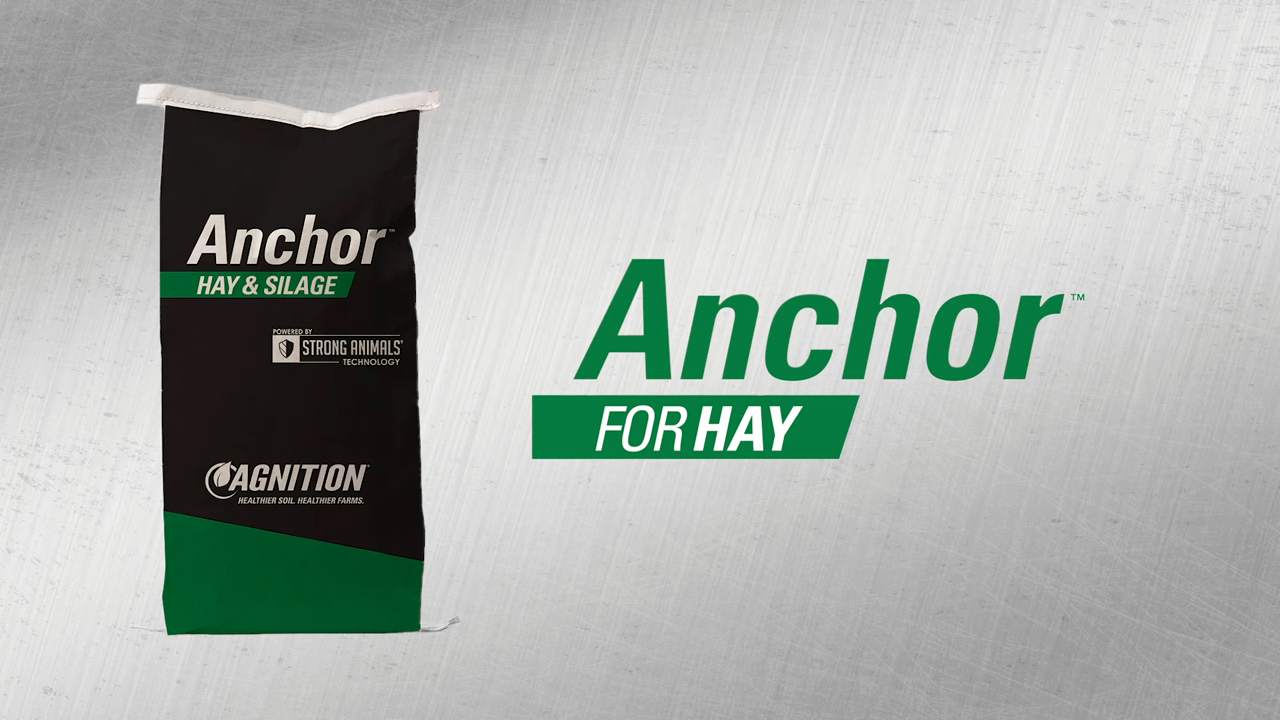 Anchor™
HAY & SILAGE
POWERED BY
STRONG ANIMALS®
TECHNOLOGY
AGNITION®
HEALTHIER SOIL. HEALTHIER FARMS.
Anchor™
FOR HAY